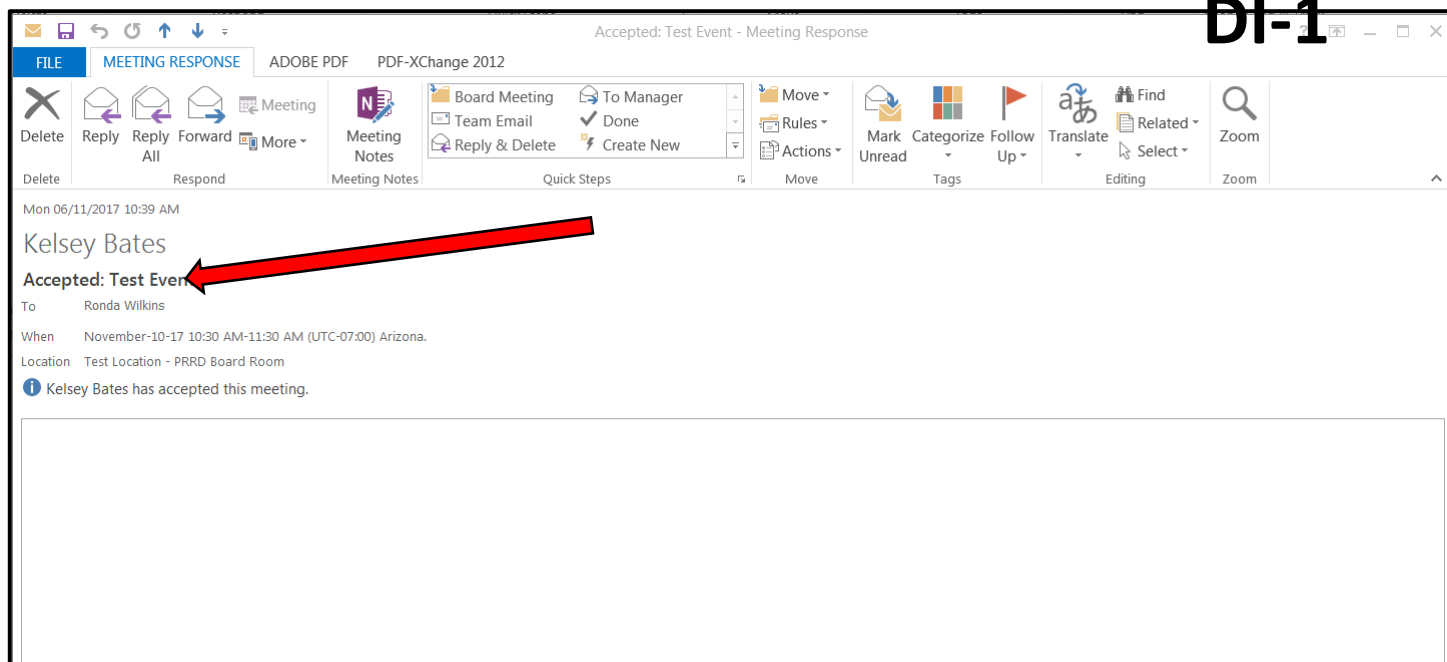 DI-1
Accepted: Test Event - Meeting Response
?
FILE MEETING RESPONSE ADOBE PDF PDF-XChange 2012
Delete
Reply
Reply All
Forward
Meeting
More
Meeting Notes
Board Meeting
Team Email
Reply & Delete
To Manager
Done
Create New
Move
Rules
Actions
Mark Unread
Categorize
Follow Up
Translate
Find
Related
Select
Zoom
Delete Respond Meeting Notes Quick Steps Move Tags Editing Zoom
Mon 06/11/2017 10:39 AM
Kelsey Bates
Accepted: Test Even
To Ronda Wilkins
When November-10-17 10:30 AM-11:30 AM (UTC-07:00) Arizona.
Location Test Location - PRRD Board Room
Kelsey Bates has accepted this meeting.